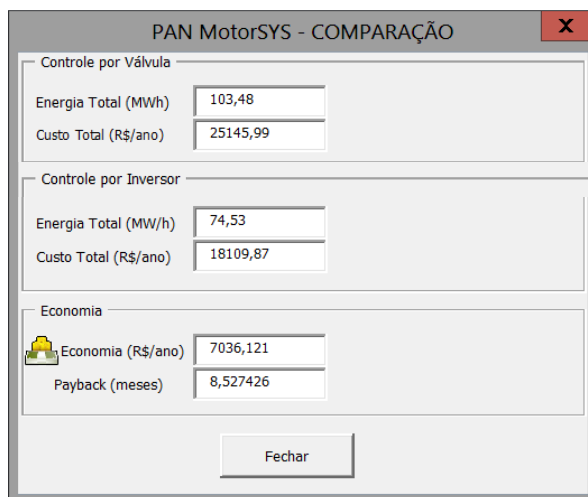 PAN MotorSYS - COMPARAÇÃO
X
Controle por Válvula
Energia Total (MWh) 103,48
Custo Total (R$/ano) 25145,99
Controle por Inversor
Energia Total (MW/h) 74,53
Custo Total (R$/ano) 18109,87
Economia
Economia (R$/ano) 7036,121
Payback (meses) 8,527426
Fechar